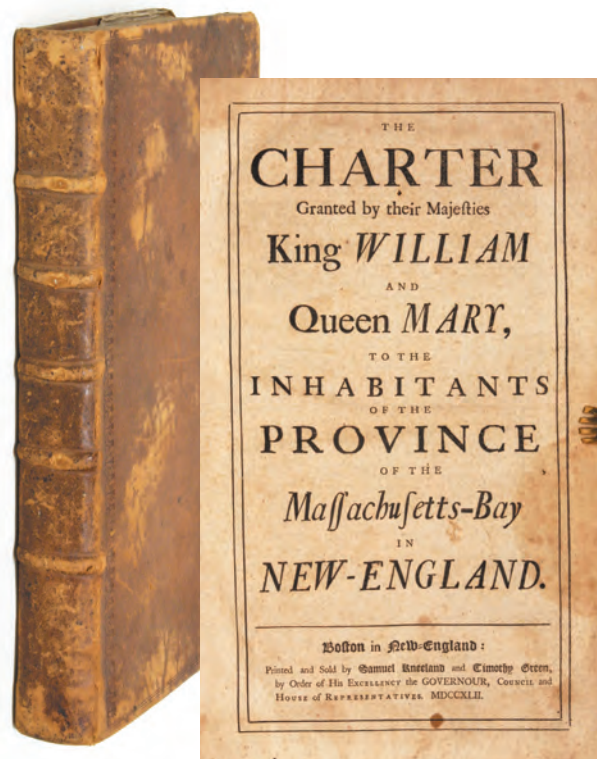 THE
CHARTER
Granted by their Majeſties
King WILLIAM
AND
Queen MARY,
TO THE
INHABITANTS
OF THE
PROVINCE
OF THE
Maſſachuſetts-Bay
IN
NEW-ENGLAND.
Boſton in New-England:
Printed and Sold by Samuel Kneeland and Timothy Green,
by Order of His EXCELLENCY the GOVERNOUR, COUNCIL and
HOUSE of REPRESENTATIVES. MDCCXLII.